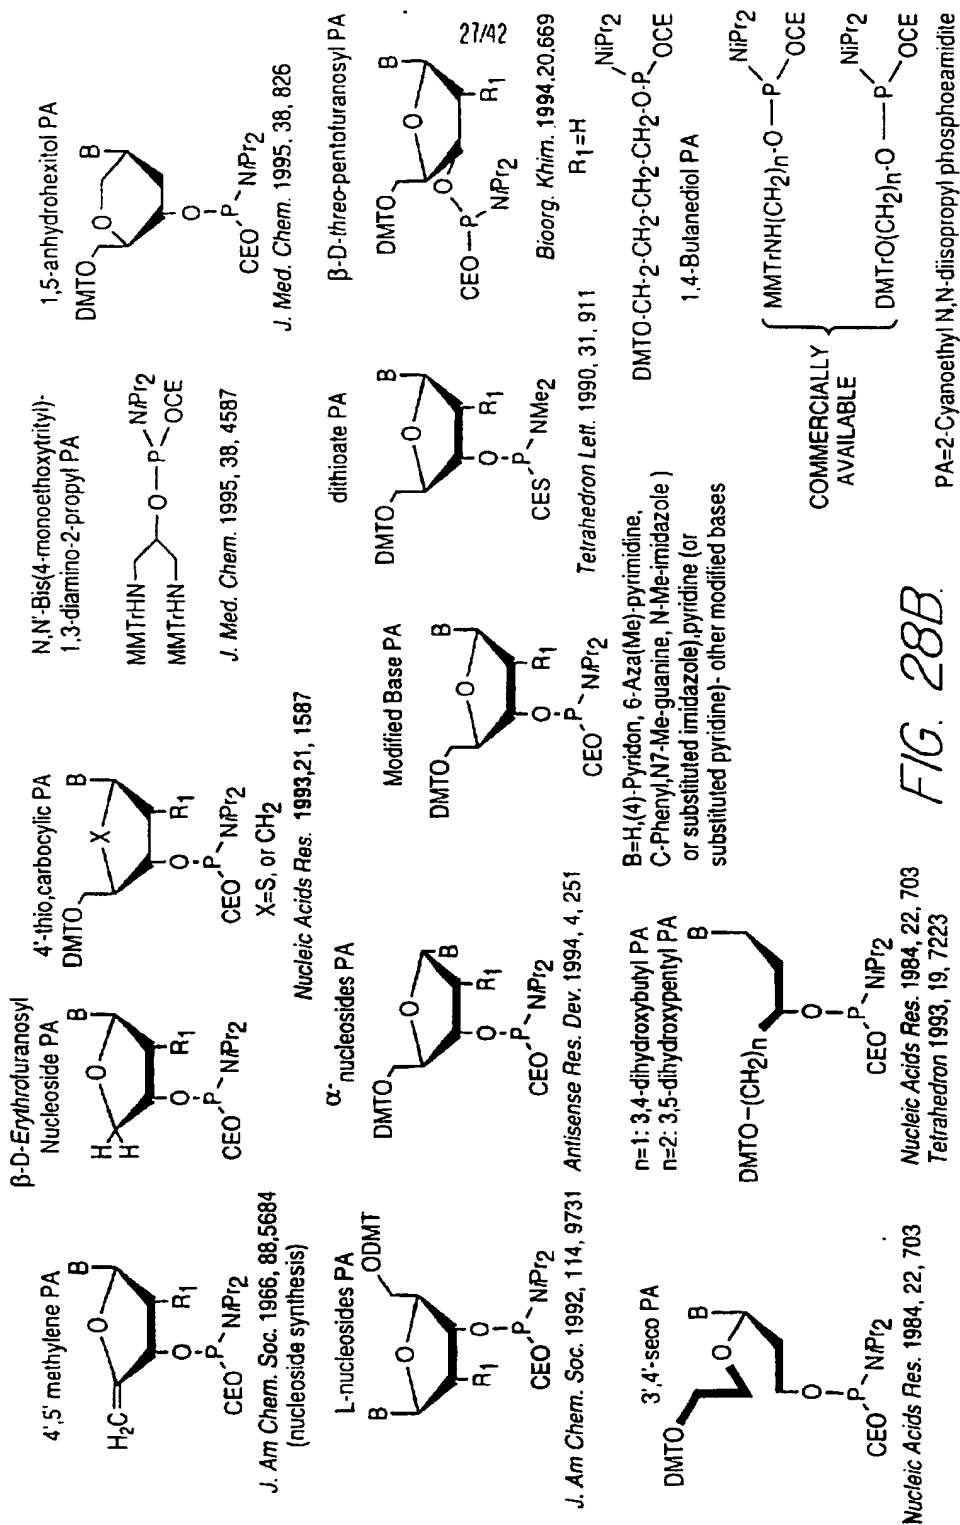 27/42
4',5' methylene PA
H2C
O
B
R1
O
P
CEO
NiPr2
J. Am Chem. Soc. 1966, 88,5684
(nucleoside synthesis)
β-D-Erythrofuranosyl
Nucleoside PA
H
H
O
B
R1
O
P
CEO
NiPr2
4'-thio,carbocylic PA
DMTO
X
B
R1
O
P
CEO
NiPr2
X=S, or CH2
Nucleic Acids Res. 1993,21, 1587
N,N'-Bis(4-monoethoxytrityl)-
1,3-diamino-2-propyl PA
MMTrHN
MMTrHN
O
P
NiPr2
OCE
J. Med. Chem. 1995, 38, 4587
1,5-anhydrohexitol PA
DMTO
O
B
O
P
CEO
NiPr2
J. Med. Chem. 1995, 38, 826
L-nucleosides PA
B
O
ODMT
R1
O
P
CEO
NiPr2
J. Am Chem. Soc. 1992, 114, 9731
α-
nucleosides PA
DMTO
O
B
R1
O
P
CEO
NiPr2
Antisense Res. Dev. 1994, 4, 251
Modified Base PA
DMTO
O
B
R1
O
P
CEO
NiPr2
B=H,(4)-Pyridon, 6-Aza(Me)-pyrimidine,
C-Phenyl,N7-Me-guanine, N-Me-imidazole )
or substituted imidazole),pyridine (or
substituted pyridine)- other modified bases
dithioate PA
DMTO
O
B
R1
O
P
CES
NMe2
Tetrahedron Lett. 1990, 31, 911
β-D-threo-pentofuranosyl PA
DMTO
O
B
R1
O
CEO
P
NiPr2
Bioorg. Khim. 1994,20,669
R1=H
3',4'-seco PA
DMTO
O
B
O
P
CEO
NiPr2
Nucleic Acids Res. 1984, 22, 703
n=1: 3,4-dihydroxybutyl PA
n=2: 3,5-dihydroxypentyl PA
DMTO-(CH2)n
B
O
P
CEO
NiPr2
Nucleic Acids Res. 1984, 22, 703
Tetrahedron 1993, 19, 7223
DMTO-CH-2-CH2-CH2-CH2-O-P
NiPr2
OCE
1,4-Butanediol PA
COMMERCIALLY
AVAILABLE
MMTrNH(CH2)n-O-P
NiPr2
OCE
DMTrO(CH2)n-O-P
NiPr2
OCE
PA=2-Cyanoethyl N,N-diisopropyl phosphoeamidite
FIG. 28B.